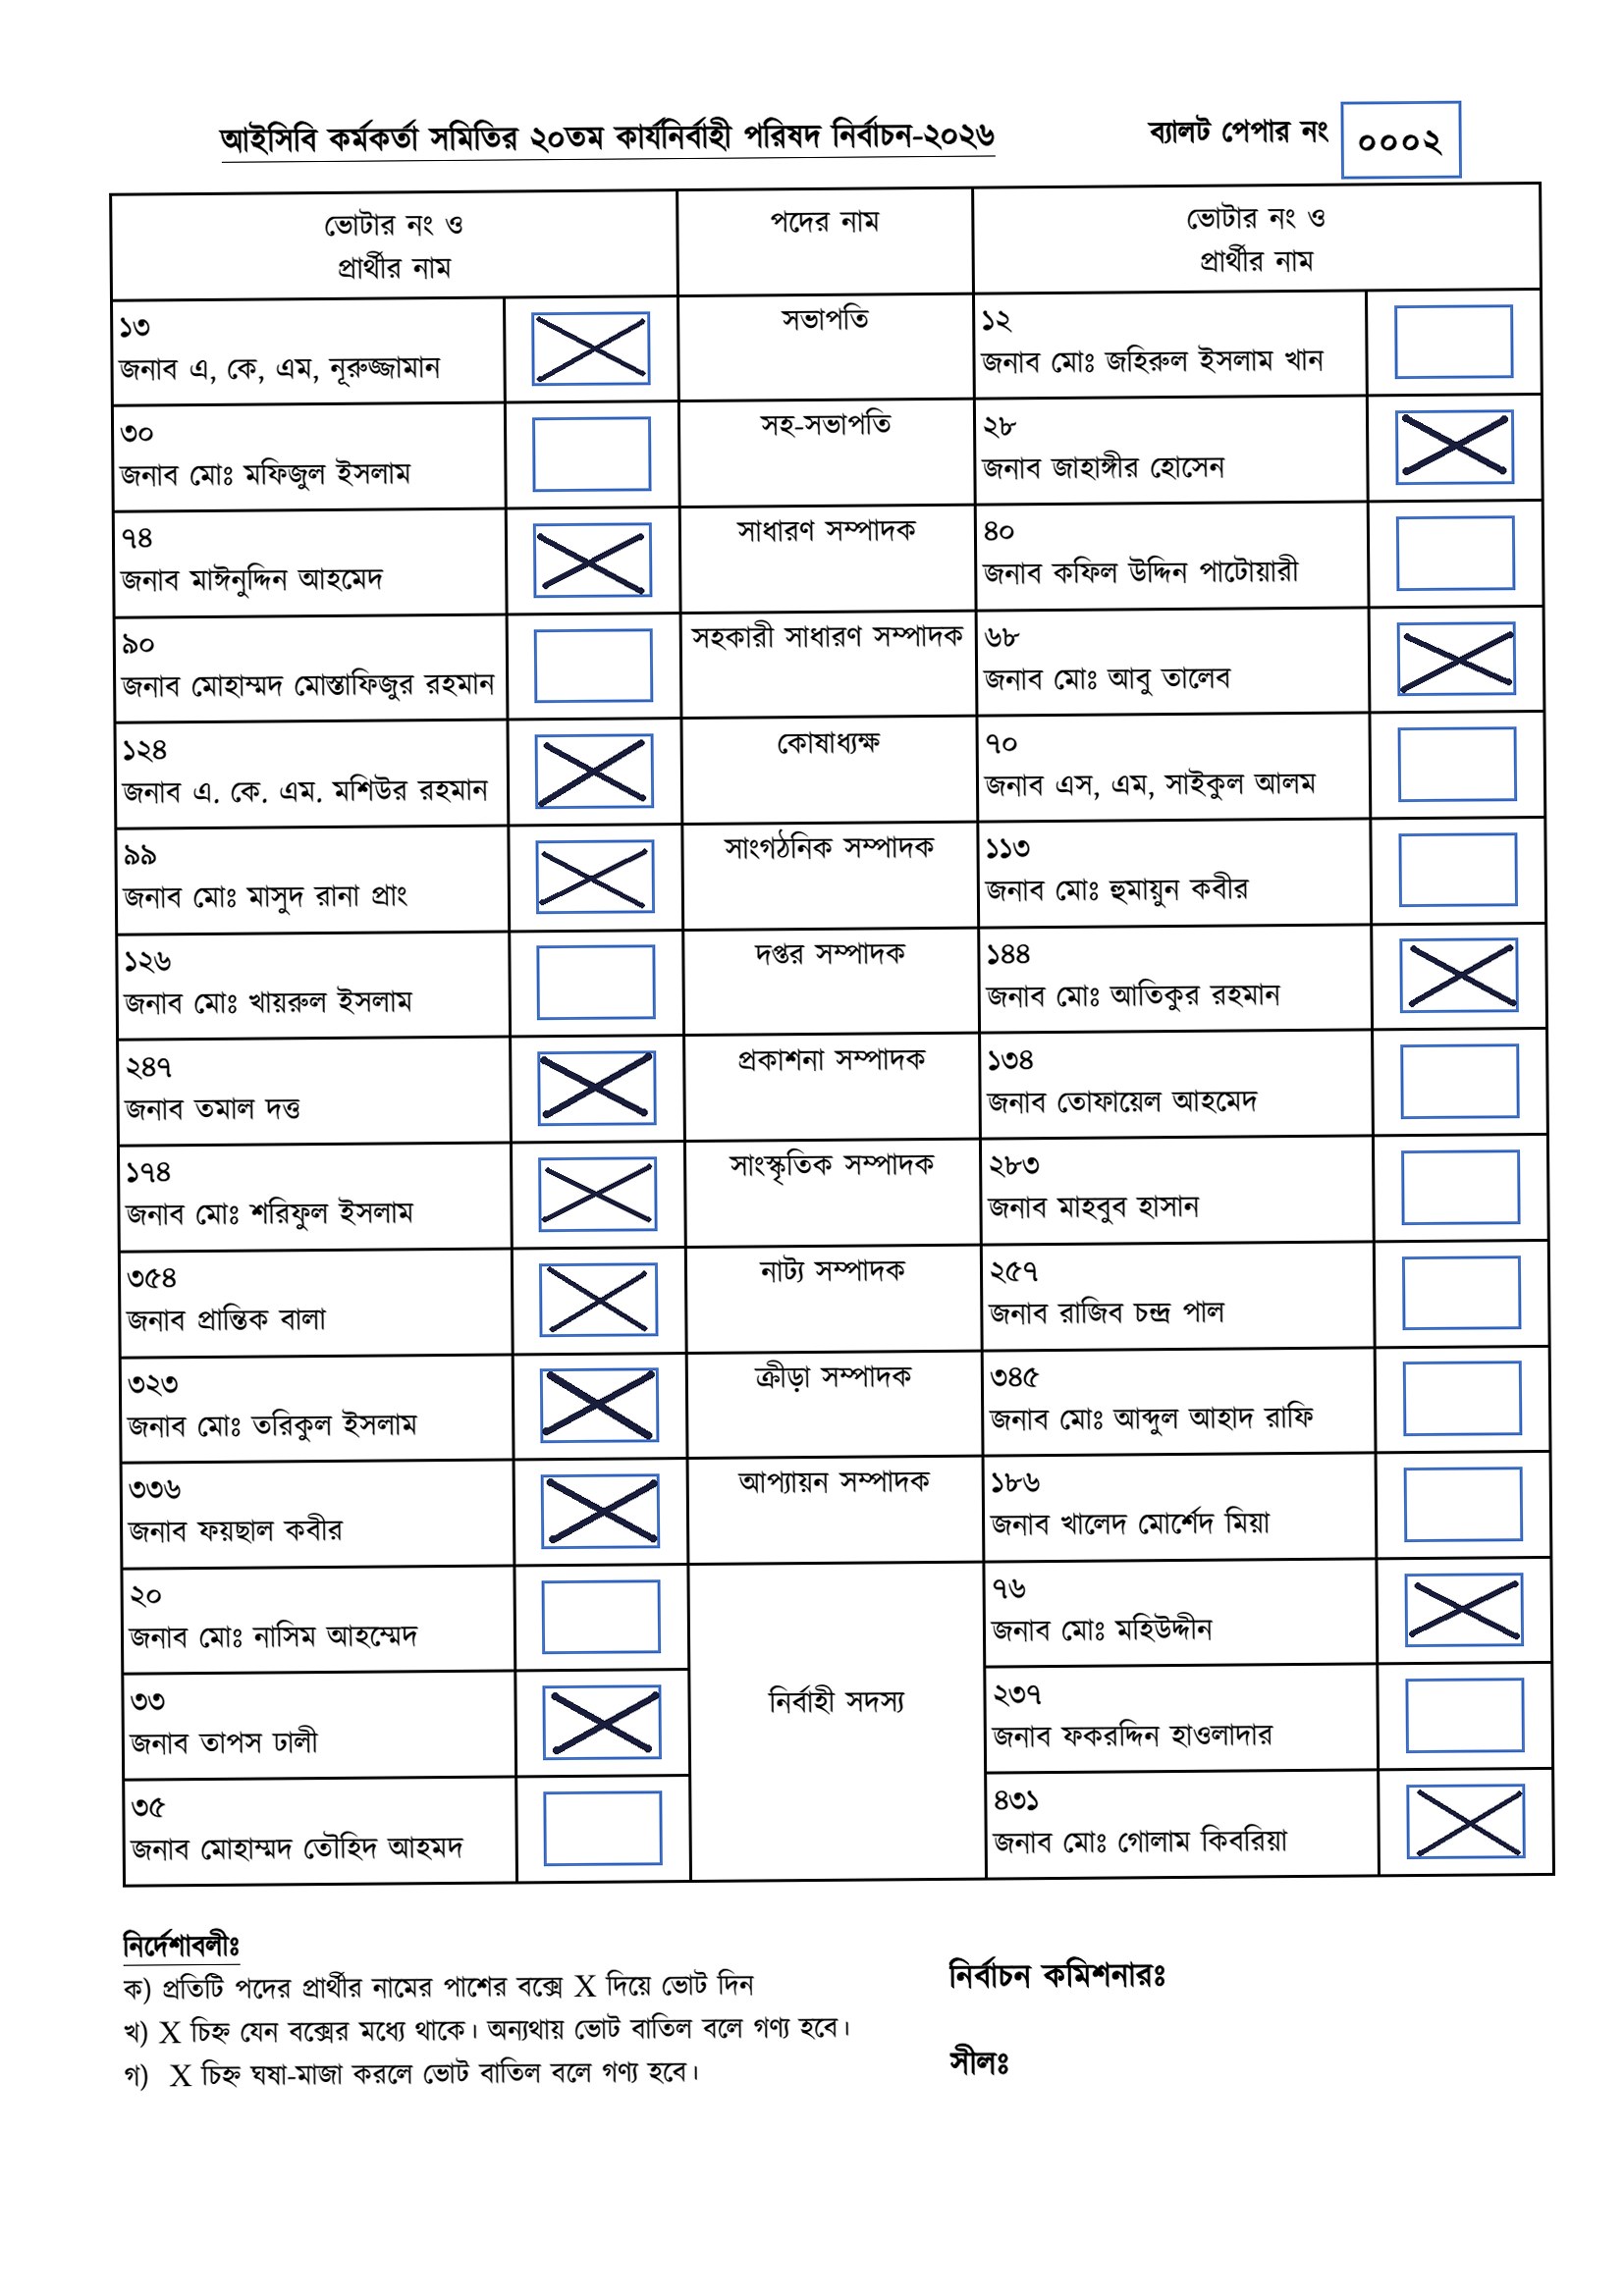 আইসিবি কর্মকর্তা সমিতির ২০তম কার্যনির্বাহী পরিষদ নির্বাচন-২০২৬
ব্যালট পেপার নং ০০০২
ভোটার নং ও
প্রার্থীর নাম
পদের নাম
ভোটার নং ও
প্রার্থীর নাম
১৩
জনাব এ, কে, এম, নূরুজ্জামান
X
সভাপতি
১২
জনাব মোঃ জহিরুল ইসলাম খান
৩০
জনাব মোঃ মফিজুল ইসলাম
সহ-সভাপতি
২৮
জনাব জাহাঙ্গীর হোসেন
X
৭৪
জনাব মাঈনুদ্দিন আহমেদ
X
সাধারণ সম্পাদক
৪০
জনাব কফিল উদ্দিন পাটোয়ারী
৯০
জনাব মোহাম্মদ মোস্তাফিজুর রহমান
সহকারী সাধারণ সম্পাদক
৬৮
জনাব মোঃ আবু তালেব
X
১২৪
জনাব এ. কে. এম. মশিউর রহমান
X
কোষাধ্যক্ষ
৭০
জনাব এস, এম, সাইকুল আলম
৯৯
জনাব মোঃ মাসুদ রানা প্রাং
X
সাংগঠনিক সম্পাদক
১১৩
জনাব মোঃ হুমায়ুন কবীর
১২৬
জনাব মোঃ খায়রুল ইসলাম
দপ্তর সম্পাদক
১৪৪
জনাব মোঃ আতিকুর রহমান
X
২৪৭
জনাব তমাল দত্ত
X
প্রকাশনা সম্পাদক
১৩৪
জনাব তোফায়েল আহমেদ
১৭৪
জনাব মোঃ শরিফুল ইসলাম
X
সাংস্কৃতিক সম্পাদক
২৮৩
জনাব মাহবুব হাসান
৩৫৪
জনাব প্রান্তিক বালা
X
নাট্য সম্পাদক
২৫৭
জনাব রাজিব চন্দ্র পাল
৩২৩
জনাব মোঃ তরিকুল ইসলাম
X
ক্রীড়া সম্পাদক
৩৪৫
জনাব মোঃ আব্দুল আহাদ রাফি
৩৩৬
জনাব ফয়ছাল কবীর
X
আপ্যায়ন সম্পাদক
১৮৬
জনাব খালেদ মোর্শেদ মিয়া
২০
জনাব মোঃ নাসিম আহম্মেদ
নির্বাহী সদস্য
৭৬
জনাব মোঃ মহিউদ্দীন
X
৩৩
জনাব তাপস ঢালী
X
২৩৭
জনাব ফকরদ্দিন হাওলাদার
৩৫
জনাব মোহাম্মদ তৌহিদ আহমদ
৪৩১
জনাব মোঃ গোলাম কিবরিয়া
X
নির্দেশাবলীঃ
ক) প্রতিটি পদের প্রার্থীর নামের পাশের বক্সে X দিয়ে ভোট দিন
খ) X চিহ্ন যেন বক্সের মধ্যে থাকে। অন্যথায় ভোট বাতিল বলে গণ্য হবে।
গ) X চিহ্ন ঘষা-মাজা করলে ভোট বাতিল বলে গণ্য হবে।
নির্বাচন কমিশনারঃ
সীলঃ